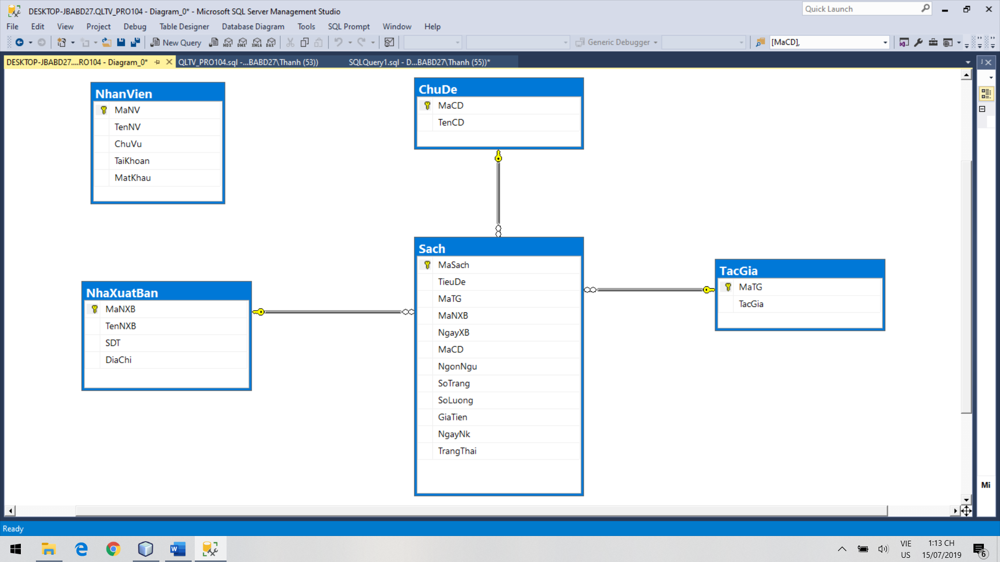 DESKTOP-JBABD27.QLTV_PRO104 - Diagram_0* - Microsoft SQL Server Management Studio
Quick Launch
File Edit View Project Debug Table Designer Database Diagram Tools SQL Prompt Window Help
New Query
MDX
DMX
XMLA
DAX
Generic Debugger
[MaCD],
DESKTOP-JBABD27....RO104 - Diagram_0*
QLTV_PRO104.sql -...BABD27\Thanh (53))
SQLQuery1.sql - D...BABD27\Thanh (55))*
NhanVien
MaNV
TenNV
ChuVu
TaiKhoan
MatKhau
ChuDe
MaCD
TenCD
NhaXuatBan
MaNXB
TenNXB
SDT
DiaChi
Sach
MaSach
TieuDe
MaTG
MaNXB
NgayXB
MaCD
NgonNgu
SoTrang
SoLuong
GiaTien
NgayNk
TrangThai
TacGia
MaTG
TacGia
Mi
Ready
VIE
US
1:13 CH
15/07/2019
6